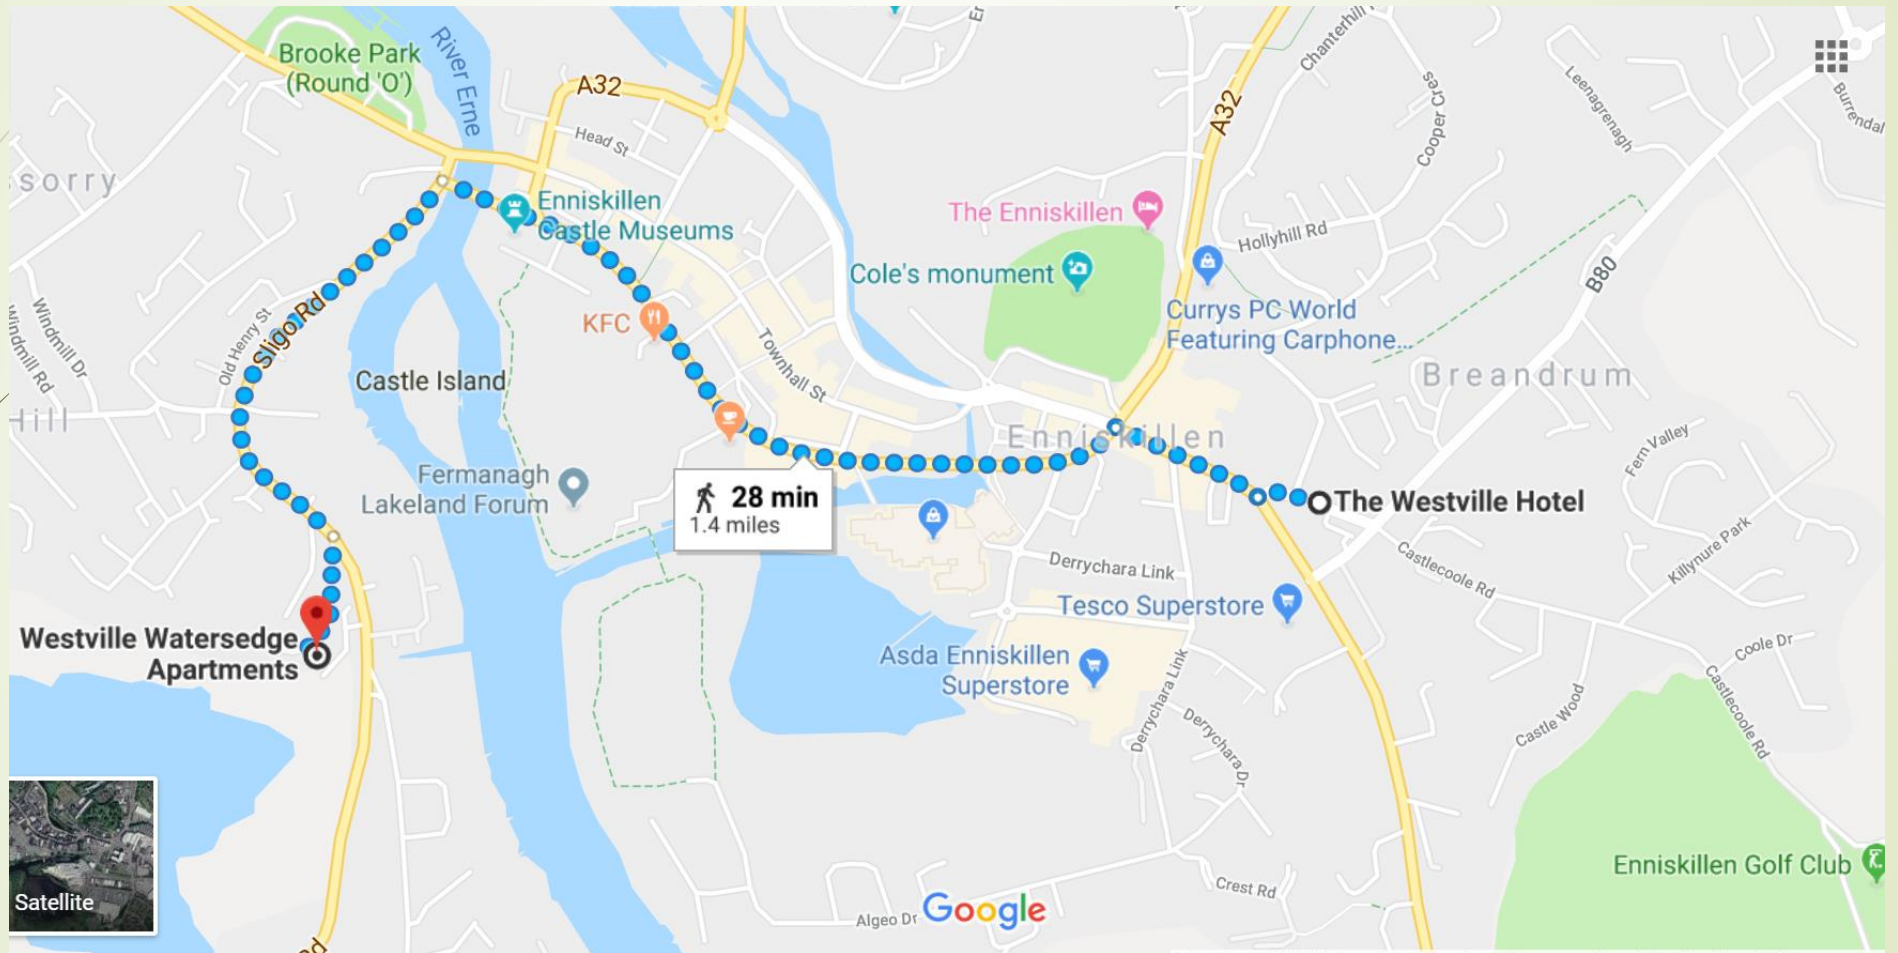 Brooke Park
(Round 'O')
River Erne
A32
Head St
A32
Chanterhill
Cooper Cres
Leenagrenagh
Burrendal
sorry
Enniskillen
Castle Museums
The Enniskillen
Hollyhill Rd
B80
Cole's monument
Currys PC World
Featuring Carphone...
KFC
Windmill Dr
Windmill Rd
Old Henry St
Sligo Rd
Castle Island
Townhall St
Breandrum
Hill
Enniskillen
Fern Valley
Fermanagh
Lakeland Forum
28 min
1.4 miles
The Westville Hotel
Derrychara Link
Castlecoole Rd
Killynure Park
Tesco Superstore
Westville Watersedge
Apartments
Asda Enniskillen
Superstore
Derrychara Link
Coole Dr
Castlecoole Rd
Castle Wood
Derrychara Dr
Enniskillen Golf Club
Crest Rd
Satellite
Algeo Dr
Google